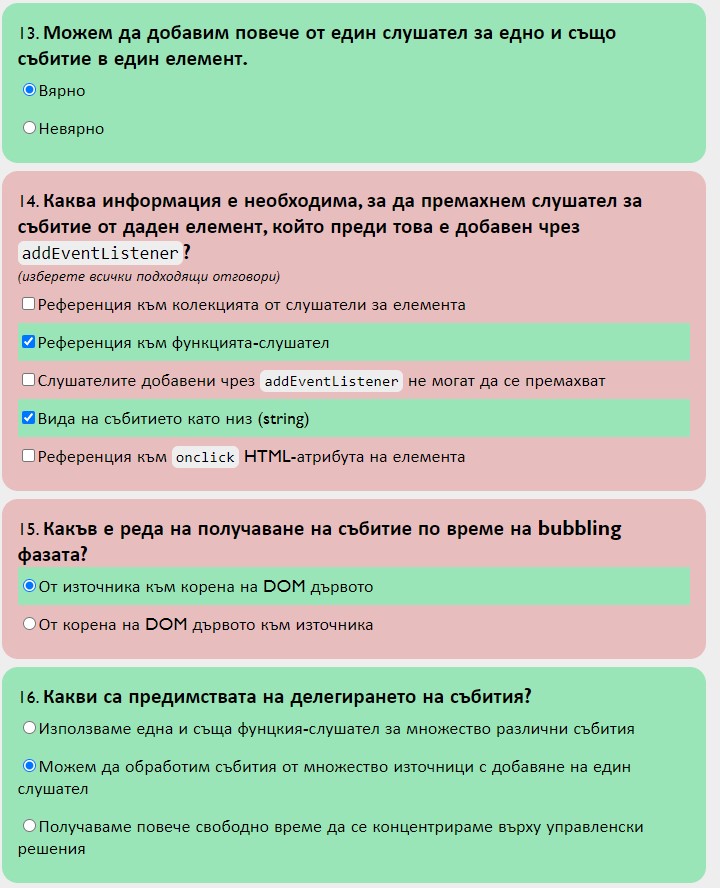 13. Можем да добавим повече от един слушател за едно и също
събитие в един елемент.
Вярно
Невярно
14. Каква информация е необходима, за да премахнем слушател за
събитие от даден елемент, който преди това е добавен чрез
addEventListener?
(изберете всички подходящи отговори)
Референция към колекцията от слушатели за елемента
Референция към функцията-слушател
Слушателите добавени чрез addEventListener не могат да се премахват
Вида на събитието като низ (string)
Референция към onclick HTML-атрибута на елемента
15. Какъв е реда на получаване на събитие по време на bubbling
фазата?
От източника към корена на DOM дървото
От корена на DOM дървото към източника
16. Какви са предимствата на делегирането на събития?
Използваме една и съща фунцкия-слушател за множество различни събития
Можем да обработим събития от множество източници с добавяне на един
слушател
Получаваме повече свободно време да се концентрираме върху управленски
решения